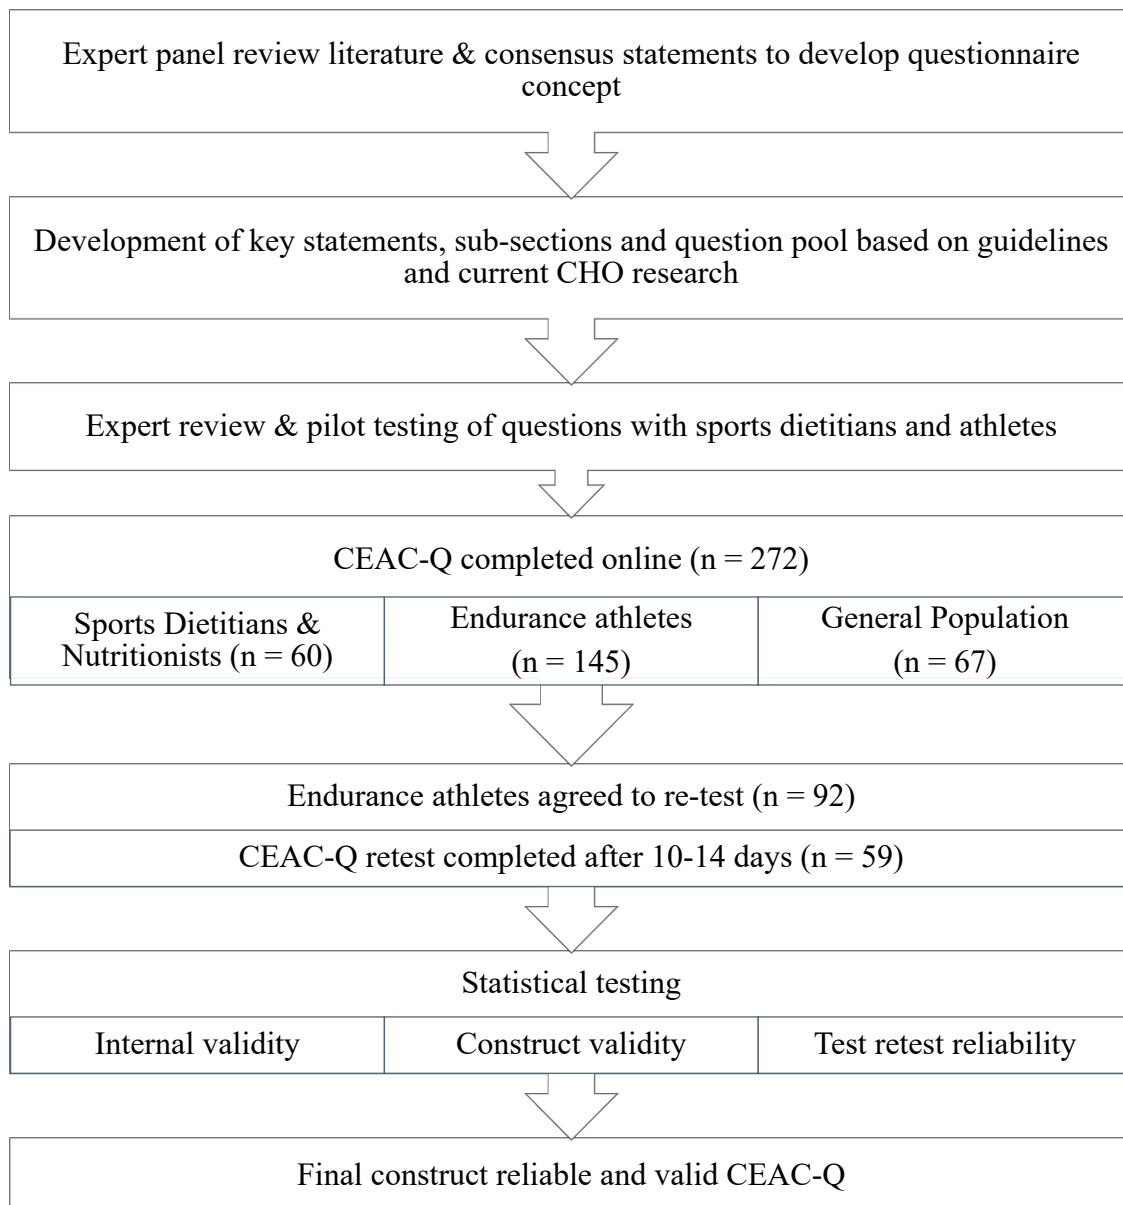 Expert panel review literature & consensus statements to develop questionnaire
concept
Development of key statements, sub-sections and question pool based on guidelines
and current CHO research
Expert review & pilot testing of questions with sports dietitians and athletes
CEAC-Q completed online (n = 272)
Sports Dietitians &
Nutritionists (n = 60)
Endurance athletes
(n = 145)
General Population
(n = 67)
Endurance athletes agreed to re-test (n = 92)
CEAC-Q retest completed after 10-14 days (n = 59)
Statistical testing
Internal validity
Construct validity
Test retest reliability
Final construct reliable and valid CEAC-Q